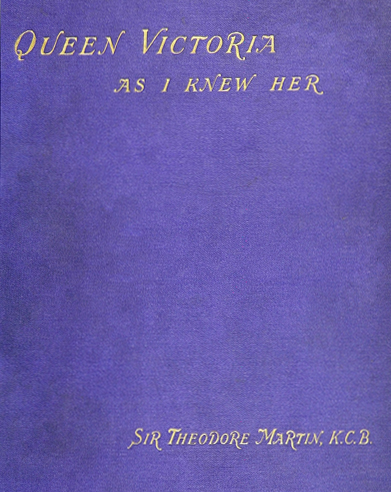 QUEEN VICTORIA
AS I KNEW HER
SIR THEODORE MARTIN, K.C.B.